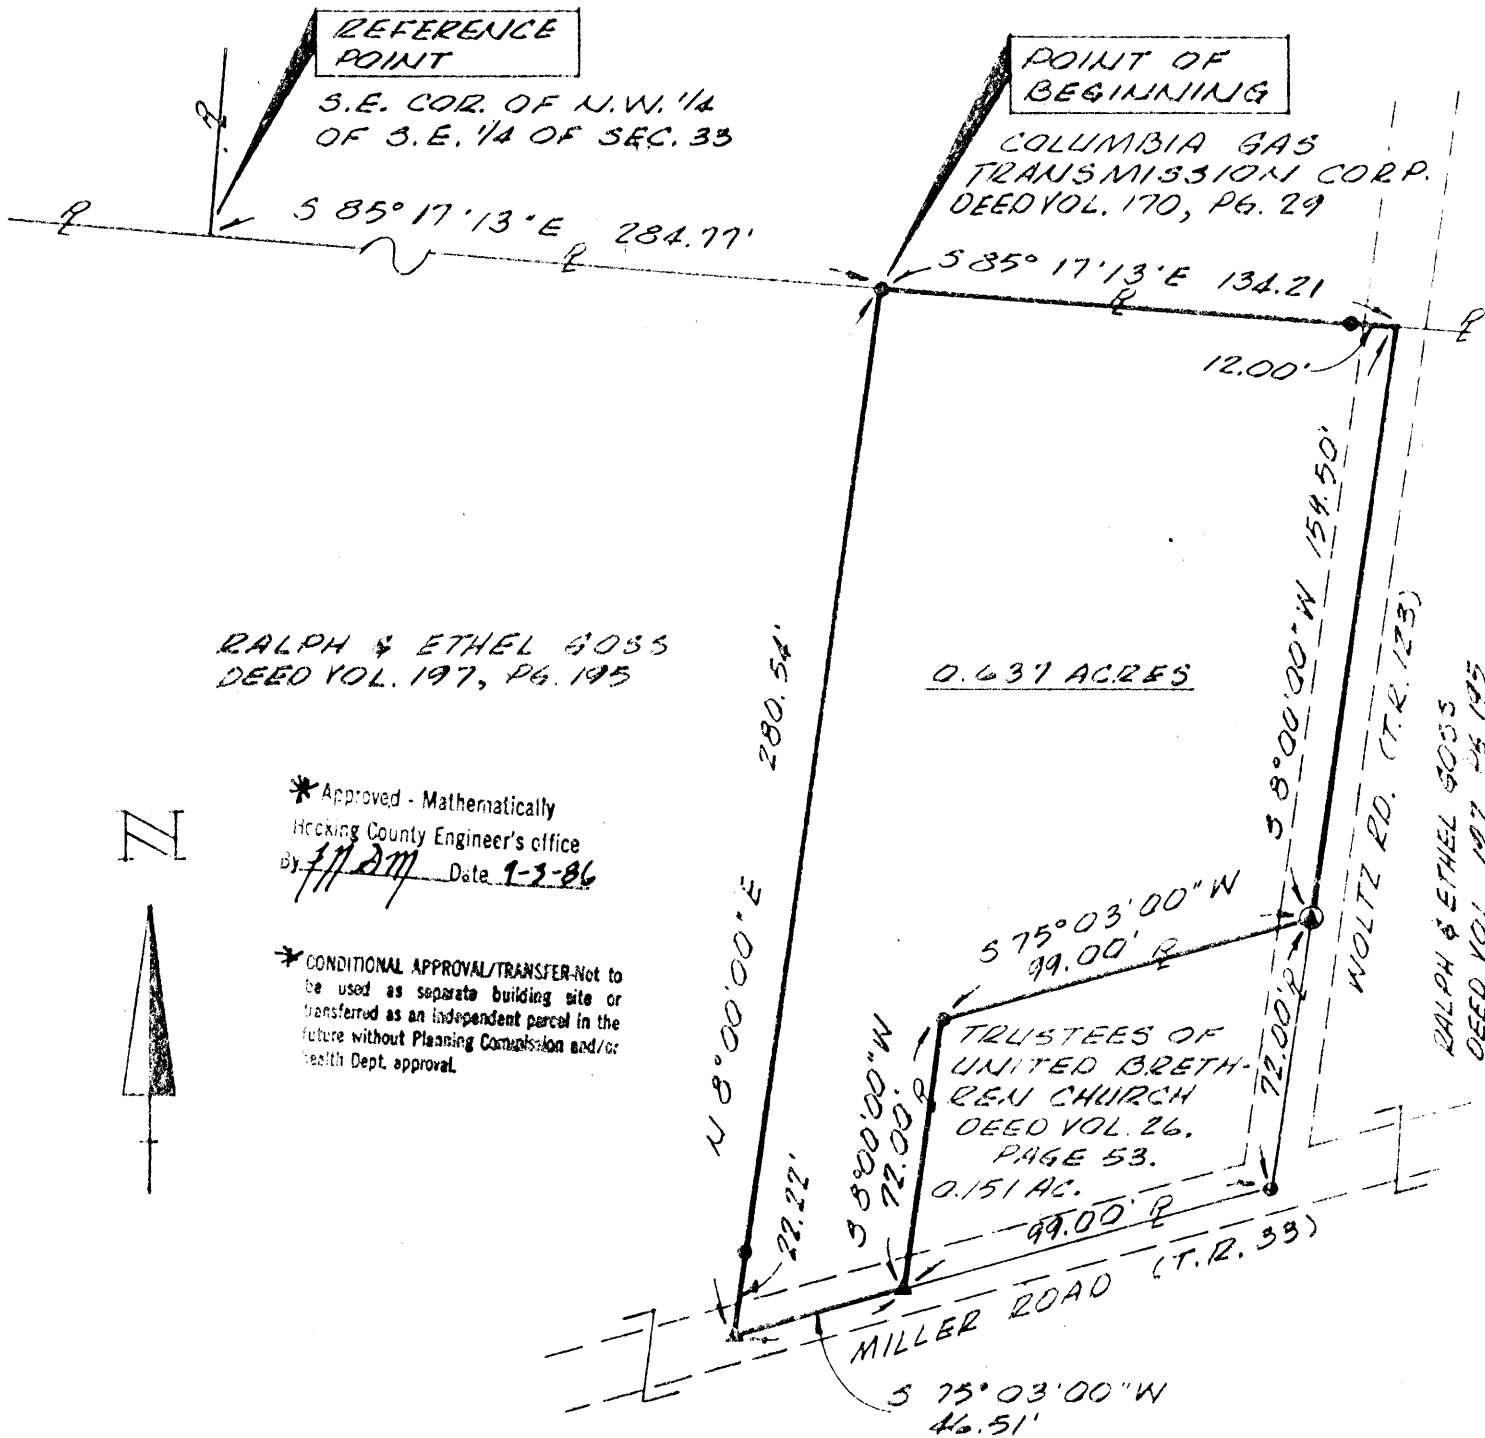 REFERENCE
POINT
S.E. COR. OF N.W. 1/4
OF S.E. 1/4 OF SEC. 33
POINT OF
BEGINNING
COLUMBIA GAS
TRANSMISSION CORP.
DEED VOL. 170, PG. 29
S 85° 17' 13" E 284.77'
S 85° 17' 13" E 134.21
12.00'
S 8° 00' 00" W 154.50'
WOLTZ RD. (T.R. 123)
RALPH & ETHEL GOSS
DEED VOL. 197 PG 195
RALPH & ETHEL GOSS
DEED VOL. 197, PG. 195
N 8° 00' 00" E 280.54'
0.637 ACRES
* Approved - Mathematically
Hocking County Engineer's office
By Date 9-3-86
N
* CONDITIONAL APPROVAL/TRANSFER-Not to
be used as separate building site or
transferred as an independent parcel in the
future without Planning Commission and/or
Health Dept. approval.
S 75° 03' 00" W
99.00'
S 8° 00' 00" W
72.00'
TRUSTEES OF
UNITED BRETH-
REN CHURCH
DEED VOL. 26,
PAGE 53.
0.151 AC.
72.00'
22.22'
99.00'
MILLER ROAD (T.R. 33)
S 75° 03' 00" W
46.51'